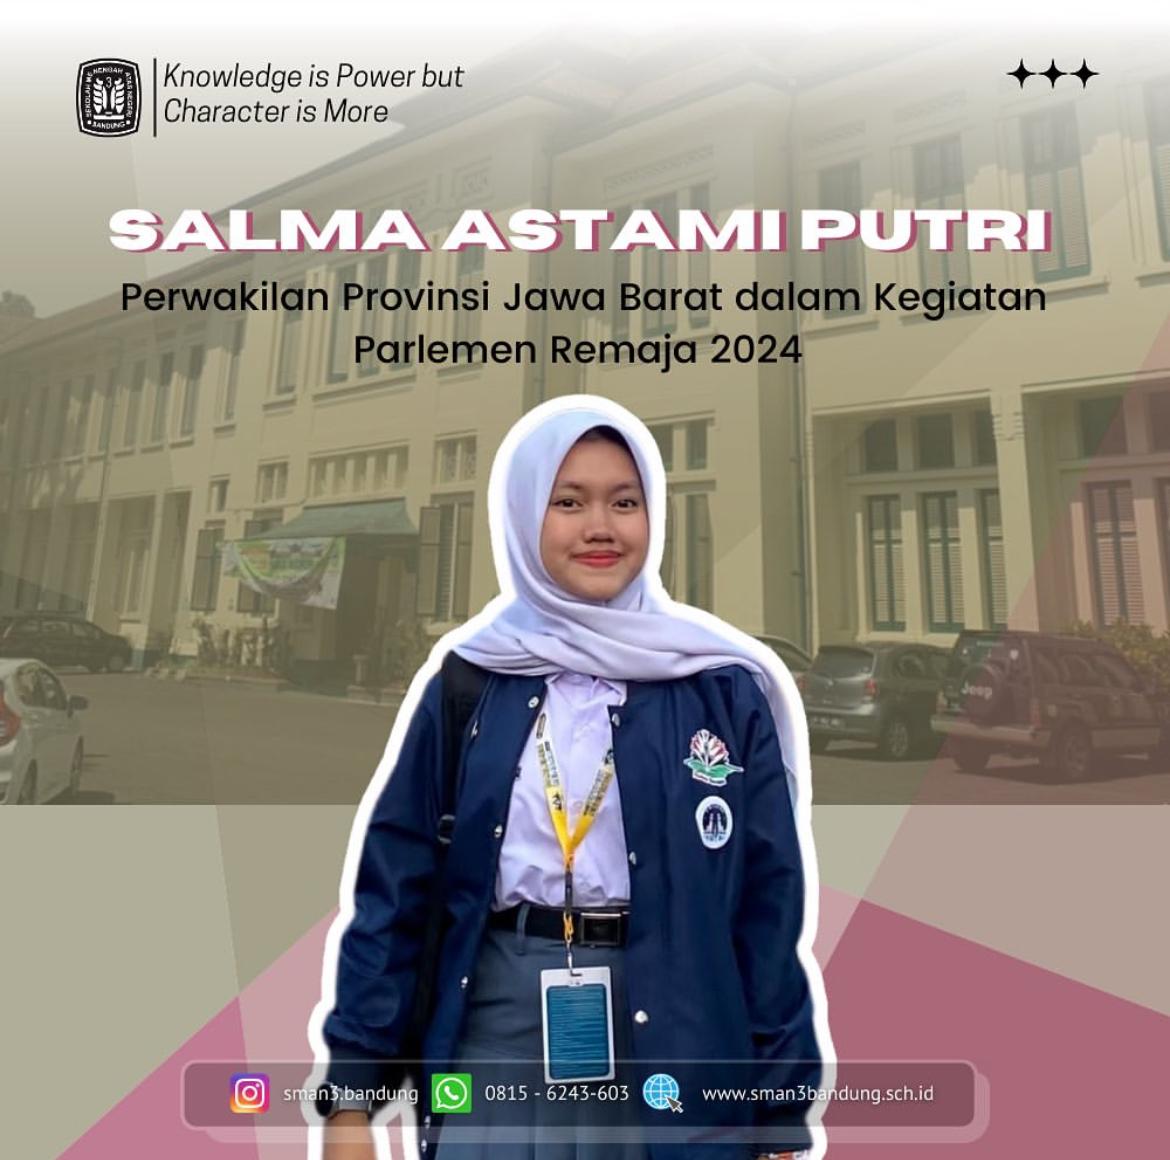 Knowledge is Power but
Character is More
SEKOLAH MENENGAH ATAS NEGERI
3
BANDUNG
SALMA ASTAMI PUTRI
Perwakilan Provinsi Jawa Barat dalam Kegiatan
Parlemen Remaja 2024
Jeep
sman3.bandung
0815 - 6243-603
www.sman3bandung.sch.id